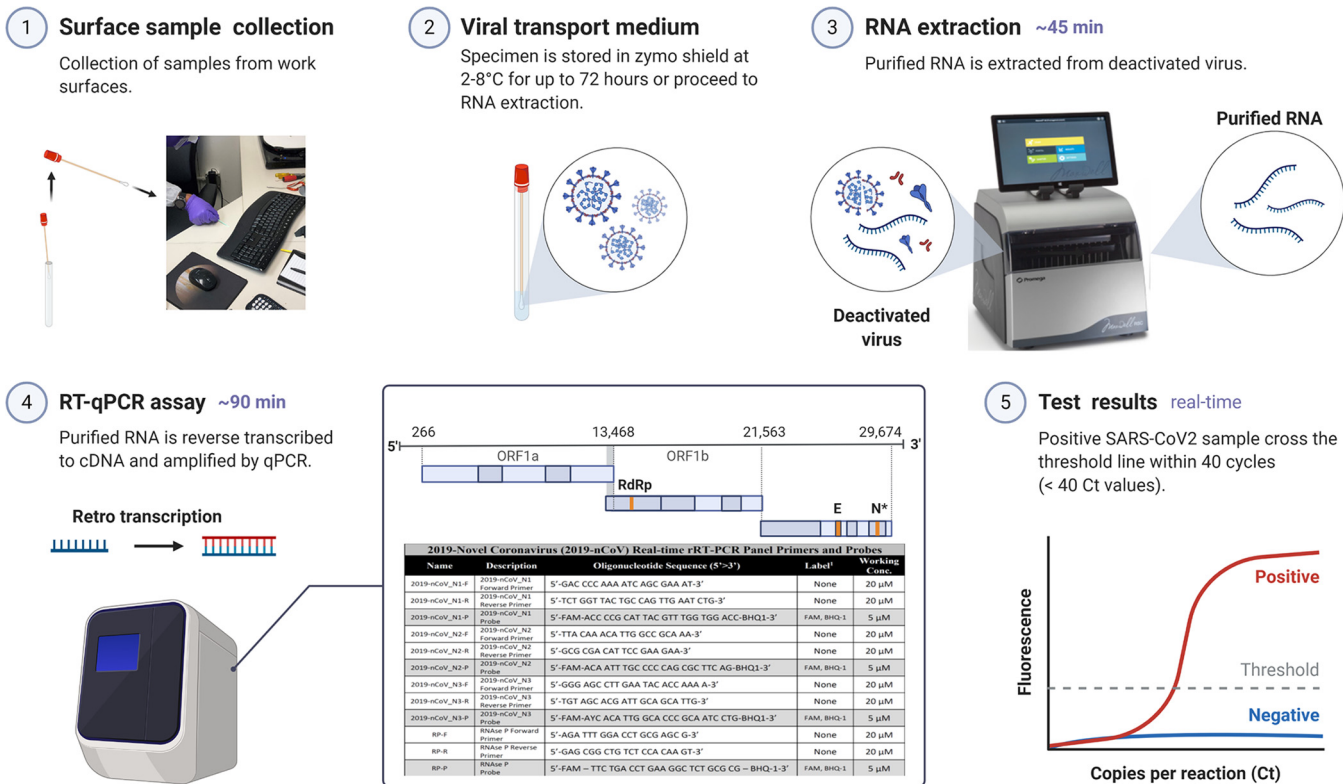 1 Surface sample collection
Collection of samples from work
surfaces.
2 Viral transport medium
Specimen is stored in zymo shield at
2-8°C for up to 72 hours or proceed to
RNA extraction.
3 RNA extraction ~45 min
Purified RNA is extracted from deactivated virus.
Purified RNA
Promega
Deactivated
virus
4 RT-qPCR assay ~90 min
Purified RNA is reverse transcribed
to cDNA and amplified by qPCR.
Retro transcription
266 13,468 21,563 29,674
5' 3'
ORF1a ORF1b
RdRp
E N*
2019-Novel Coronavirus (2019-nCoV) Real-time rRT-PCR Panel Primers and Probes
Name Description Oligonucleotide Sequence (5'>3') Label¹ Working Conc.
2019-nCoV_N1-F 2019-nCoV_N1 Forward Primer 5'-GAC CCC AAA ATC AGC GAA AT-3' None 20 µM
2019-nCoV_N1-R 2019-nCoV_N1 Reverse Primer 5'-TCT GGT TAC TGC CAG TTG AAT CTG-3' None 20 µM
2019-nCoV_N1-P 2019-nCoV_N1 Probe 5'-FAM-ACC CCG CAT TAC GTT TGG TGG ACC-BHQ1-3' FAM, BHQ-1 5 µM
2019-nCoV_N2-F 2019-nCoV_N2 Forward Primer 5'-TTA CAA ACA TTG GCC GCA AA-3' None 20 µM
2019-nCoV_N2-R 2019-nCoV_N2 Reverse Primer 5'-GCG CGA CAT TCC GAA GAA-3' None 20 µM
2019-nCoV_N2-P 2019-nCoV_N2 Probe 5'-FAM-ACA ATT TGC CCC CAG CGC TTC AG-BHQ1-3' FAM, BHQ-1 5 µM
2019-nCoV_N3-F 2019-nCoV_N3 Forward Primer 5'-GGG AGC CTT GAA TAC ACC AAA A-3' None 20 µM
2019-nCoV_N3-R 2019-nCoV_N3 Reverse Primer 5'-TGT AGC ACG ATT GCA GCA TTG-3' None 20 µM
2019-nCoV_N3-P 2019-nCoV_N3 Probe 5'-FAM-AYC ACA TTG GCA CCC GCA ATC CTG-BHQ1-3' FAM, BHQ-1 5 µM
RP-F RNAse P Forward Primer 5'-AGA TTT GGA CCT GCG AGC G-3' None 20 µM
RP-R RNAse P Reverse Primer 5'-GAG CGG CTG TCT CCA CAA GT-3' None 20 µM
RP-P RNAse P Probe 5'-FAM – TTC TGA CCT GAA GGC TCT GCG CG – BHQ-1-3' FAM, BHQ-1 5 µM
5 Test results real-time
Positive SARS-CoV2 sample cross the
threshold line within 40 cycles
(< 40 Ct values).
Fluorescence
Positive
Threshold
Negative
Copies per reaction (Ct)